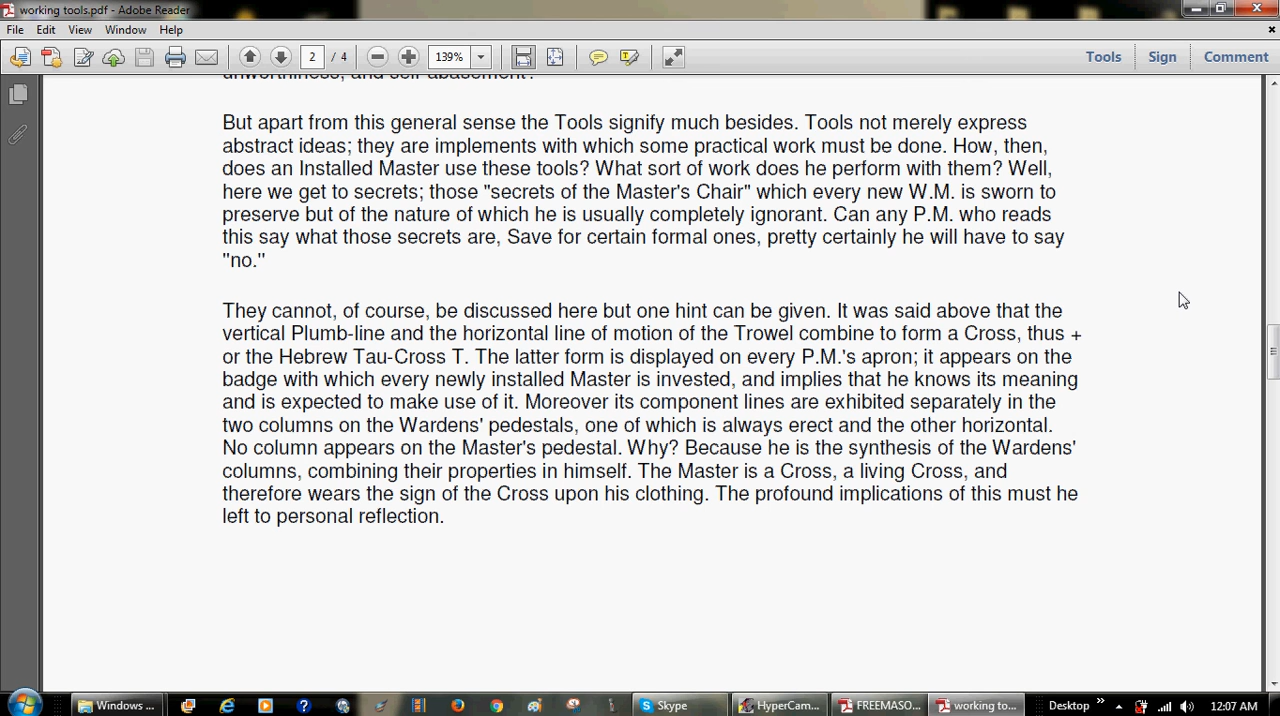 working tools.pdf - Adobe Reader
File Edit View Window Help
2 / 4 139% Tools Sign Comment
unworthiness, and self-abasement?
But apart from this general sense the Tools signify much besides. Tools not merely express
abstract ideas; they are implements with which some practical work must be done. How, then,
does an Installed Master use these tools? What sort of work does he perform with them? Well,
here we get to secrets; those "secrets of the Master's Chair" which every new W.M. is sworn to
preserve but of the nature of which he is usually completely ignorant. Can any P.M. who reads
this say what those secrets are, Save for certain formal ones, pretty certainly he will have to say
"no."
They cannot, of course, be discussed here but one hint can be given. It was said above that the
vertical Plumb-line and the horizontal line of motion of the Trowel combine to form a Cross, thus +
or the Hebrew Tau-Cross T. The latter form is displayed on every P.M.'s apron; it appears on the
badge with which every newly installed Master is invested, and implies that he knows its meaning
and is expected to make use of it. Moreover its component lines are exhibited separately in the
two columns on the Wardens' pedestals, one of which is always erect and the other horizontal.
No column appears on the Master's pedestal. Why? Because he is the synthesis of the Wardens'
columns, combining their properties in himself. The Master is a Cross, a living Cross, and
therefore wears the sign of the Cross upon his clothing. The profound implications of this must he
left to personal reflection.
Windows ... Skype HyperCam... FREEMASO... working to... Desktop 12:07 AM